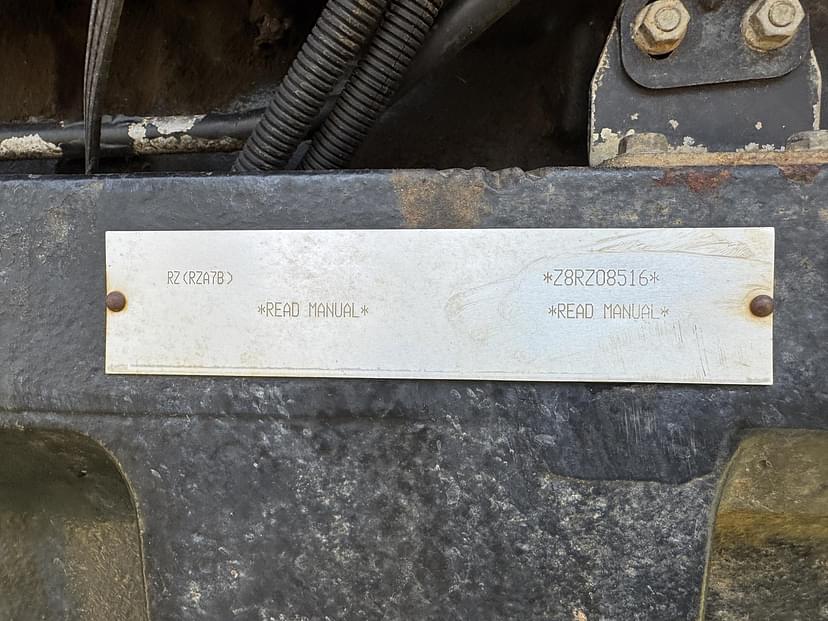 RZ(RZA7B) *Z8RZ08516*
*READ MANUAL* *READ MANUAL*